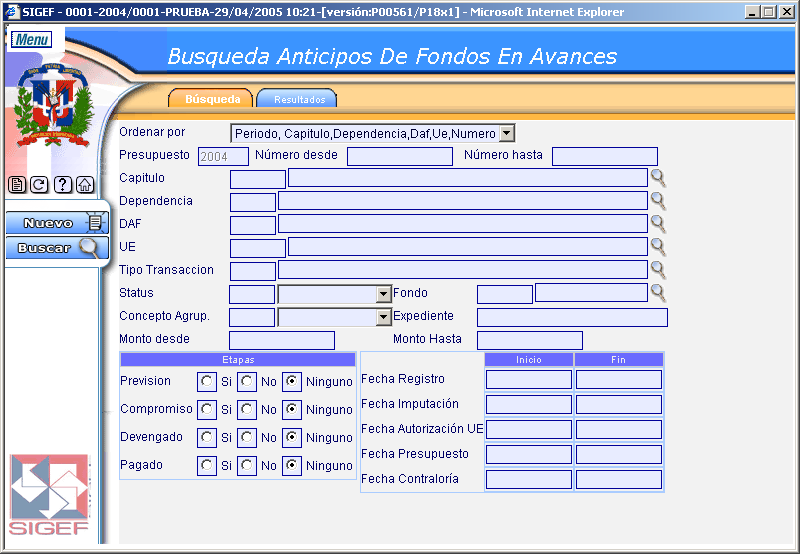 SIGEF - 0001-2004/0001-PRUEBA-29/04/2005 10:21-[versión:P00561/P18x1] - Microsoft Internet Explorer
Menu
Busqueda Anticipos De Fondos En Avances
Búsqueda Resultados
Ordenar por Periodo, Capitulo,Dependencia,Daf,Ue,Numero
Presupuesto 2004 Número desde Número hasta
Capitulo
Dependencia
Nuevo
DAF
Buscar
UE
Tipo Transaccion
Status Fondo
Concepto Agrup. Expediente
Monto desde Monto Hasta
Etapas
Prevision Si No Ninguno
Compromiso Si No Ninguno
Devengado Si No Ninguno
Pagado Si No Ninguno
Inicio Fin
Fecha Registro
Fecha Imputación
Fecha Autorización UE
Fecha Presupuesto
Fecha Contraloría
SIGEF